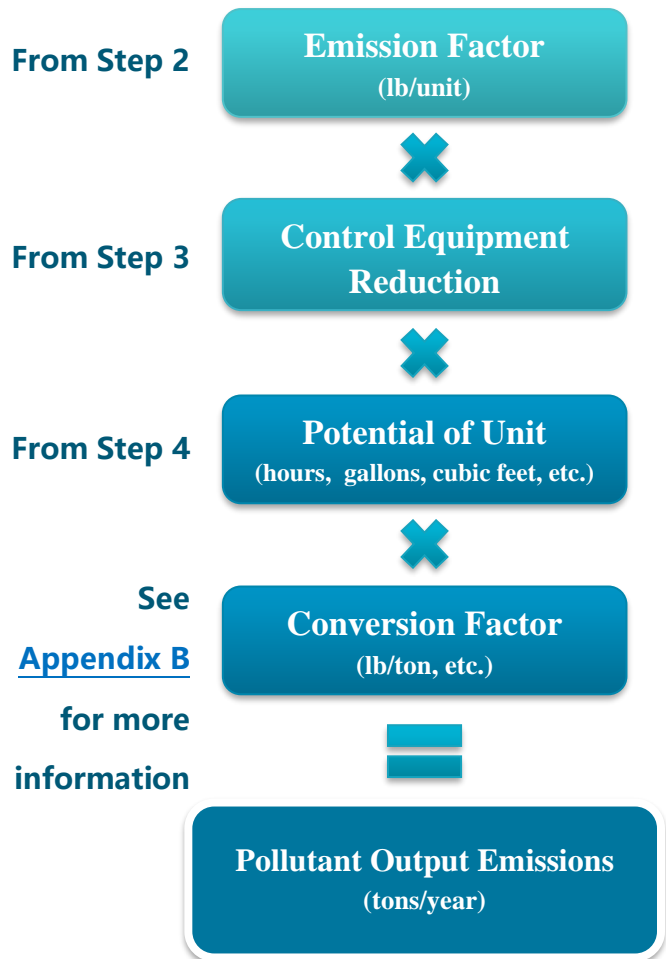 From Step 2
Emission Factor
(lb/unit)
From Step 3
Control Equipment
Reduction
From Step 4
Potential of Unit
(hours, gallons, cubic feet, etc.)
See
Appendix B
for more
information
Conversion Factor
(lb/ton, etc.)
Pollutant Output Emissions
(tons/year)